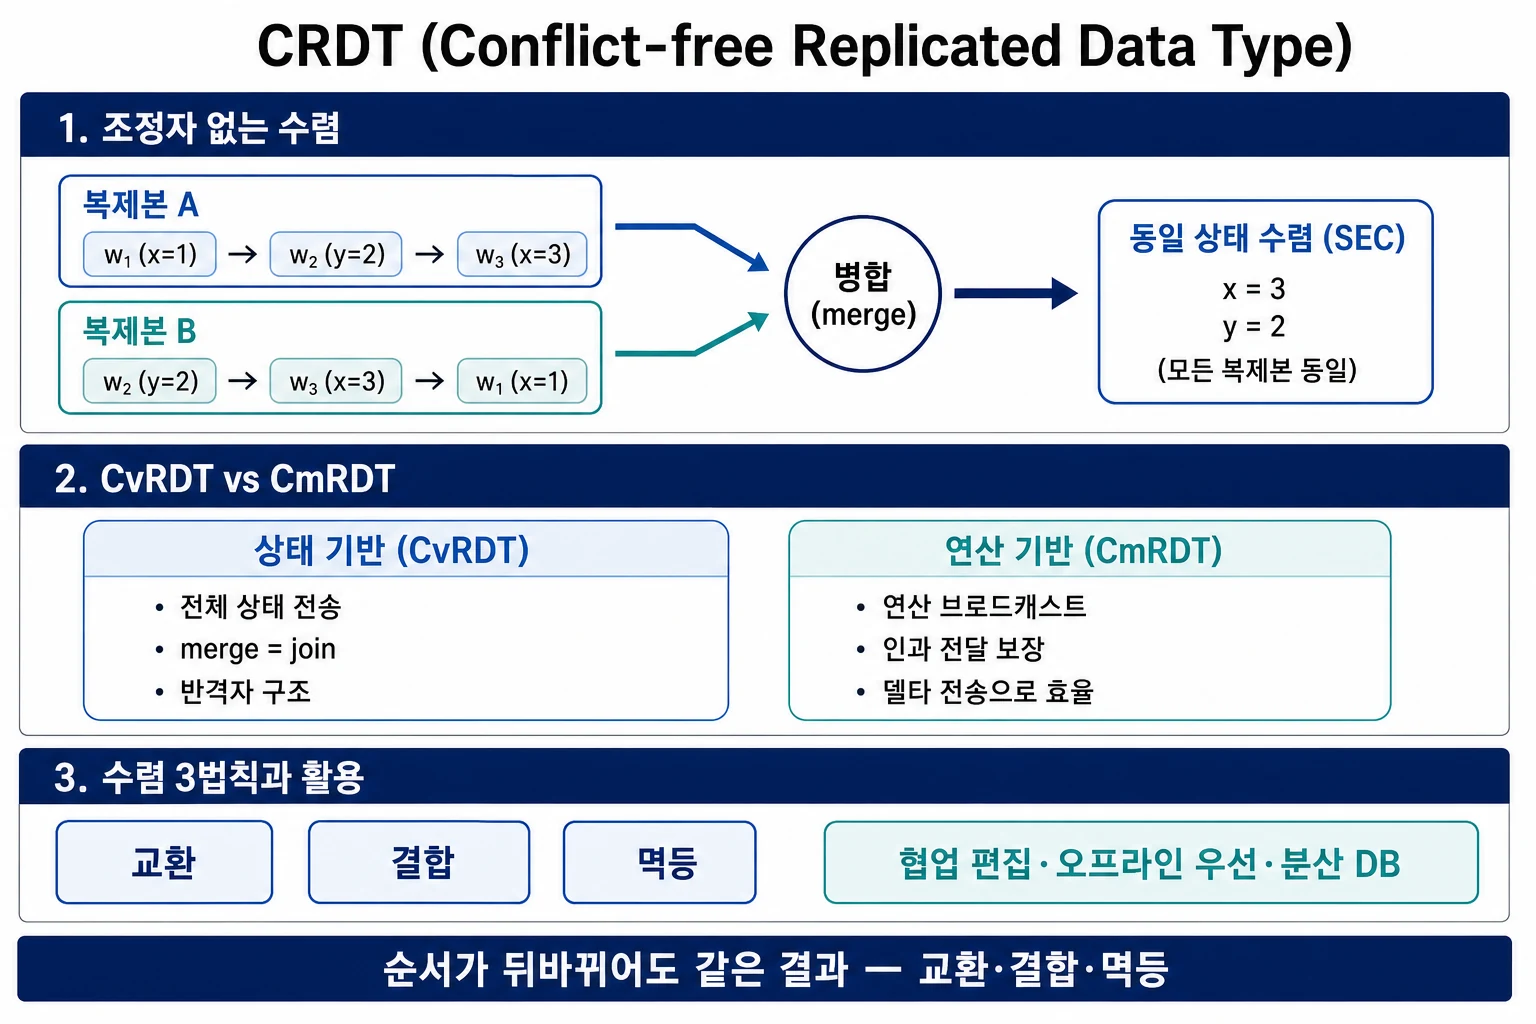 CRDT (Conflict-free Replicated Data Type)
1. 조정자 없는 수렴
복제본 A
w₁ (x=1) → w₂ (y=2) → w₃ (x=3)
복제본 B
w₂ (y=2) → w₃ (x=3) → w₁ (x=1)
병합
(merge)
동일 상태 수렴 (SEC)
x = 3
y = 2
(모든 복제본 동일)
2. CvRDT vs CmRDT
상태 기반 (CvRDT)
• 전체 상태 전송
• merge = join
• 반격자 구조
연산 기반 (CmRDT)
• 연산 브로드캐스트
• 인과 전달 보장
• 델타 전송으로 효율
3. 수렴 3법칙과 활용
교환
결합
멱등
협업 편집·오프라인 우선·분산 DB
순서가 뒤바뀌어도 같은 결과 — 교환·결합·멱등